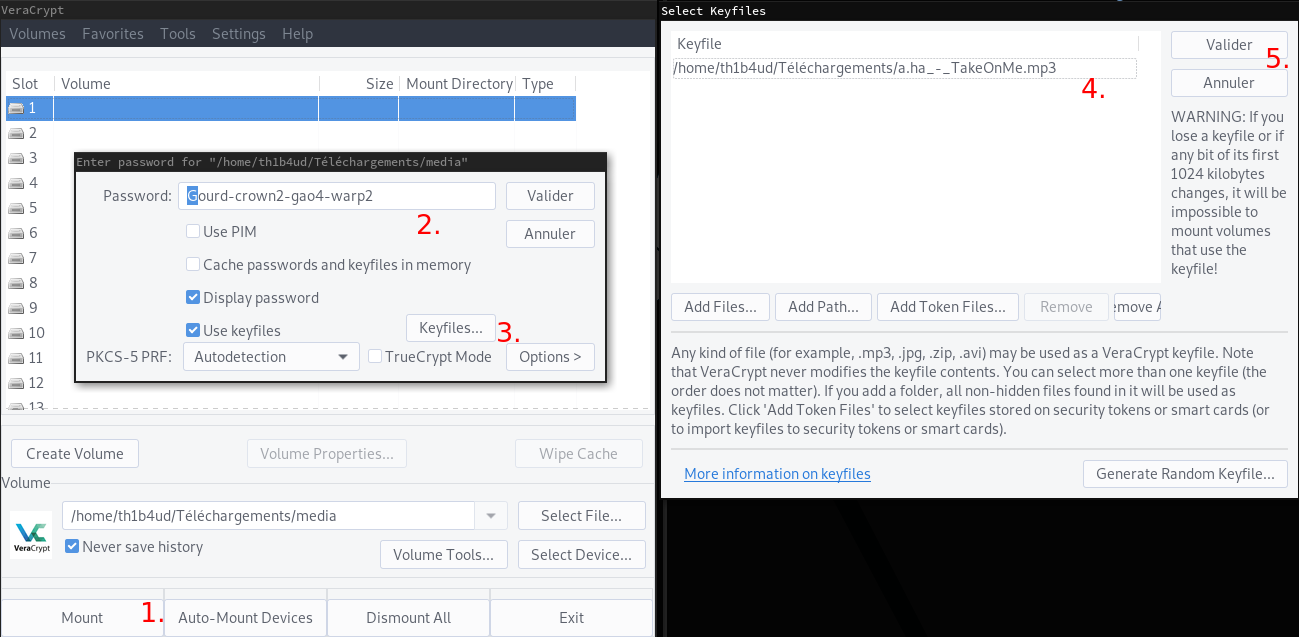 VeraCrypt
Volumes Favorites Tools Settings Help
Slot Volume Size Mount Directory Type
1
2
3
4
5
6
7
8
9
10
11
12
13
Enter password for "/home/th1b4ud/Téléchargements/media"
Password: Gourd-crown2-gao4-warp2 Valider
2.
Use PIM Annuler
Cache passwords and keyfiles in memory
Display password
Use keyfiles Keyfiles... 3.
PKCS-5 PRF: Autodetection TrueCrypt Mode Options >
Create Volume Volume Properties... Wipe Cache
Volume
/home/th1b4ud/Téléchargements/media Select File...
VeraCrypt
Never save history
Volume Tools... Select Device...
Mount 1. Auto-Mount Devices Dismount All Exit
Select Keyfiles
Keyfile
/home/th1b4ud/Téléchargements/a.ha_-_TakeOnMe.mp3
4.
Valider
5.
Annuler
WARNING: If you
lose a keyfile or if
any bit of its first
1024 kilobytes
changes, it will be
impossible to
mount volumes
that use the
keyfile!
Add Files... Add Path... Add Token Files... Remove emove A
Any kind of file (for example, .mp3, .jpg, .zip, .avi) may be used as a VeraCrypt keyfile. Note
that VeraCrypt never modifies the keyfile contents. You can select more than one keyfile (the
order does not matter). If you add a folder, all non-hidden files found in it will be used as
keyfiles. Click 'Add Token Files' to select keyfiles stored on security tokens or smart cards (or
to import keyfiles to security tokens or smart cards).
More information on keyfiles Generate Random Keyfile...